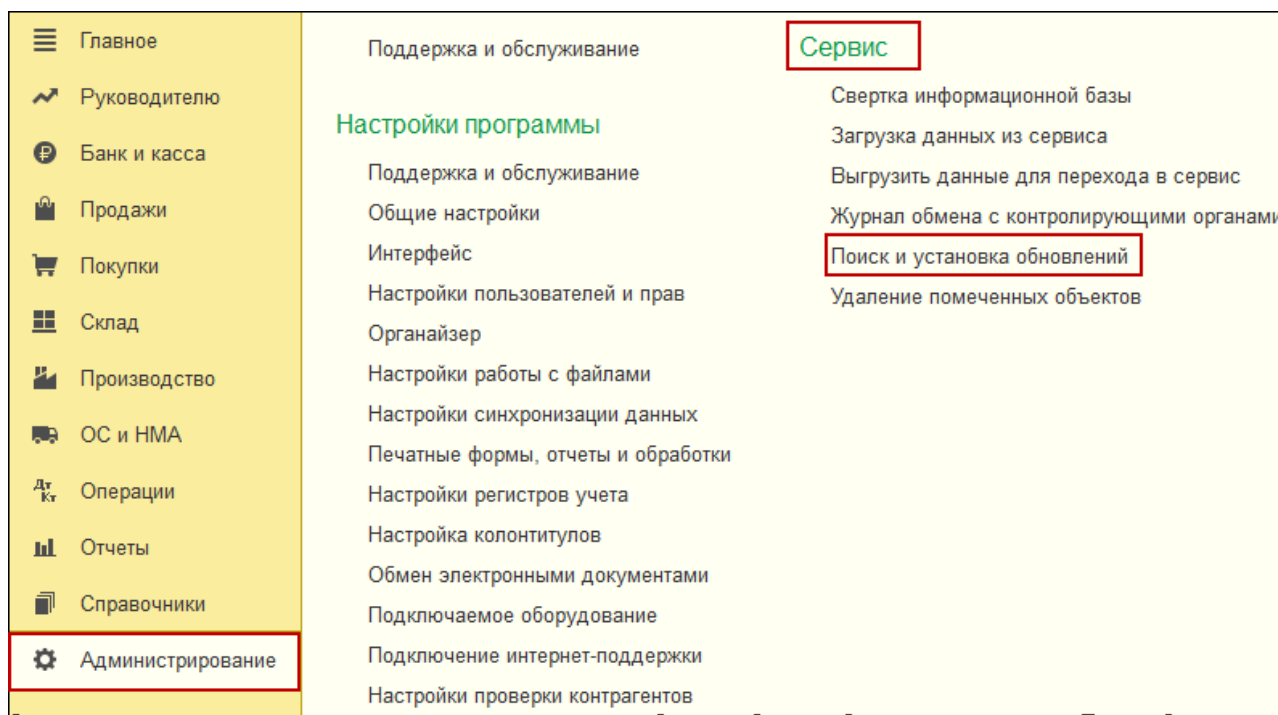 Главное
Руководителю
Банк и касса
Продажи
Покупки
Склад
Производство
ОС и НМА
Дт Кт Операции
Отчеты
Справочники
Администрирование
Поддержка и обслуживание
Настройки программы
Поддержка и обслуживание
Общие настройки
Интерфейс
Настройки пользователей и прав
Органайзер
Настройки работы с файлами
Настройки синхронизации данных
Печатные формы, отчеты и обработки
Настройки регистров учета
Настройка колонтитулов
Обмен электронными документами
Подключаемое оборудование
Подключение интернет-поддержки
Настройки проверки контрагентов
Сервис
Свертка информационной базы
Загрузка данных из сервиса
Выгрузить данные для перехода в сервис
Журнал обмена с контролирующими органами
Поиск и установка обновлений
Удаление помеченных объектов